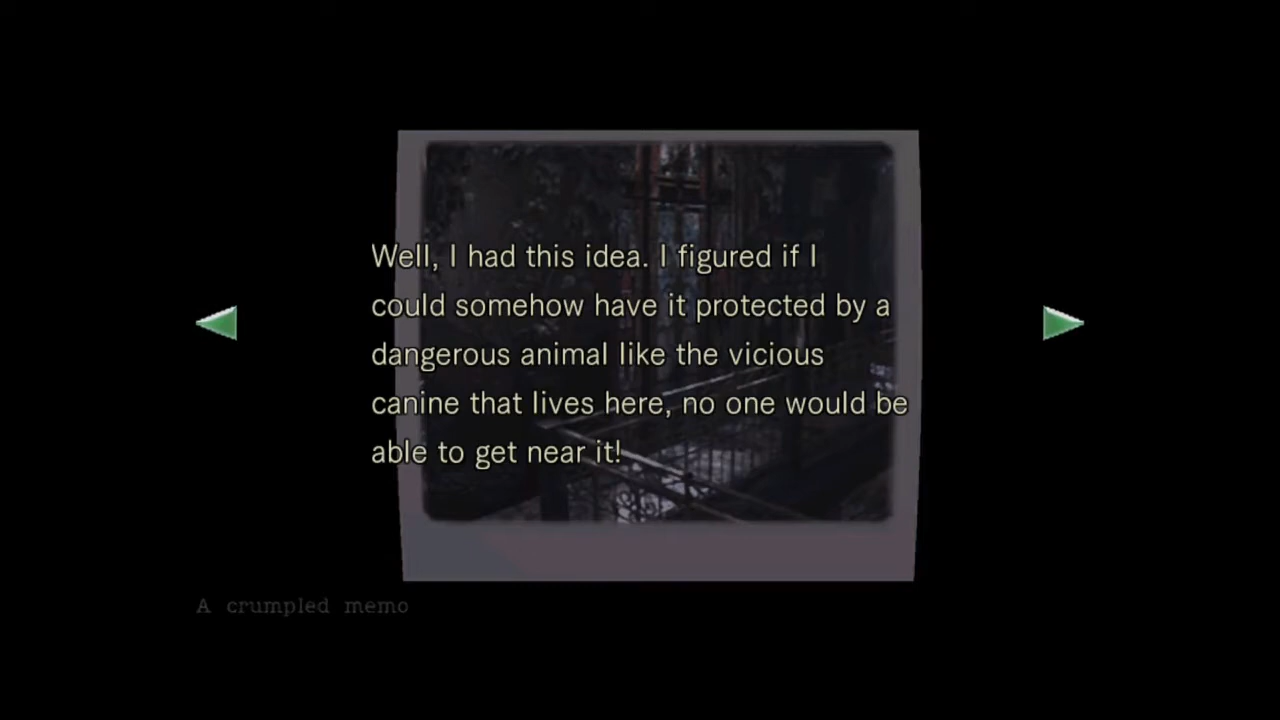 Well, I had this idea. I figured if I
could somehow have it protected by a
dangerous animal like the vicious
canine that lives here, no one would be
able to get near it!
A crumpled memo